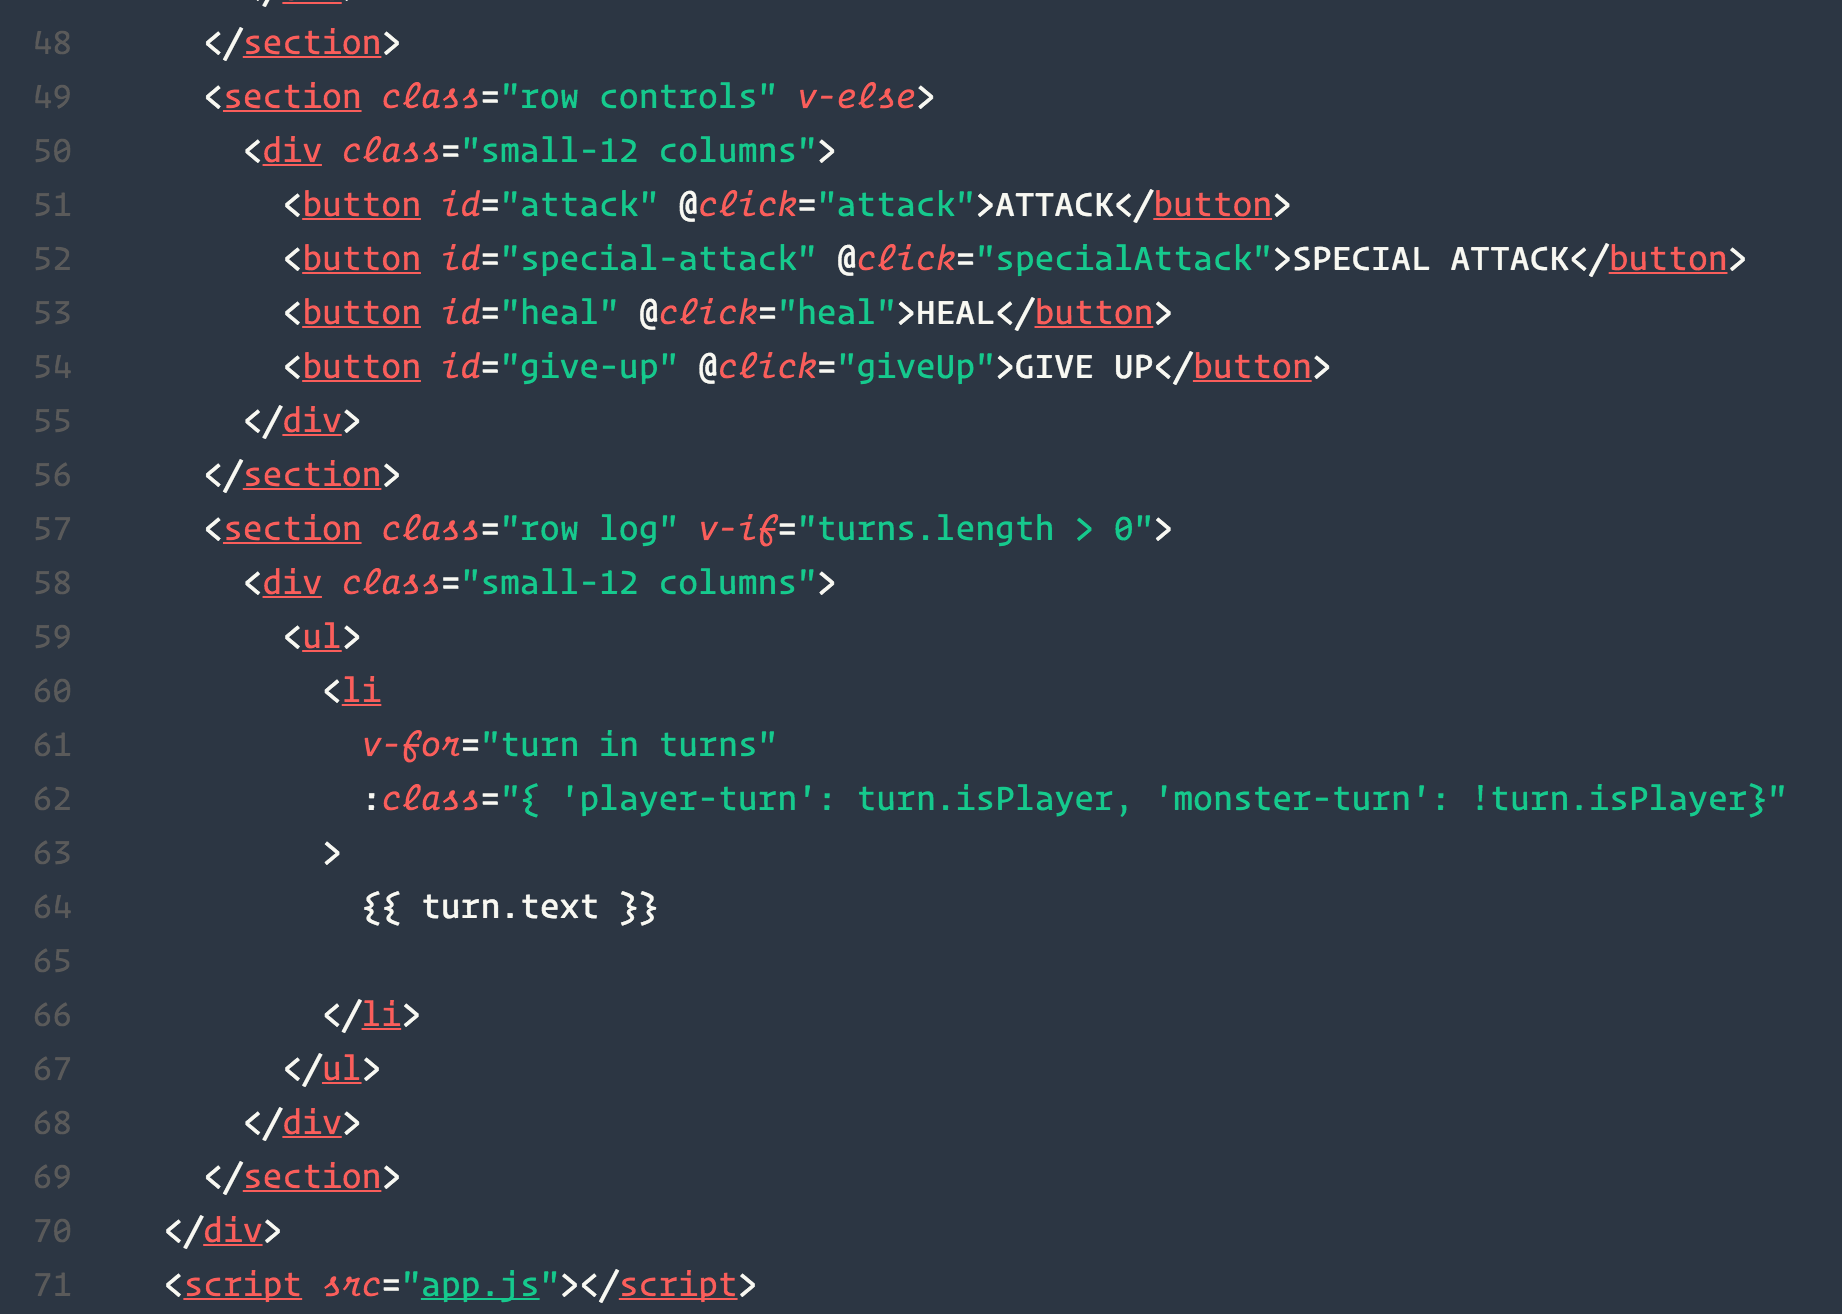 48 </section>
49 <section class="row controls" v-else>
50 <div class="small-12 columns">
51 <button id="attack" @click="attack">ATTACK</button>
52 <button id="special-attack" @click="specialAttack">SPECIAL ATTACK</button>
53 <button id="heal" @click="heal">HEAL</button>
54 <button id="give-up" @click="giveUp">GIVE UP</button>
55 </div>
56 </section>
57 <section class="row log" v-if="turns.length > 0">
58 <div class="small-12 columns">
59 <ul>
60 <li
61 v-for="turn in turns"
62 :class="{ 'player-turn': turn.isPlayer, 'monster-turn': !turn.isPlayer}"
63 >
64 {{ turn.text }}
65
66 </li>
67 </ul>
68 </div>
69 </section>
70 </div>
71 <script src="app.js"></script>